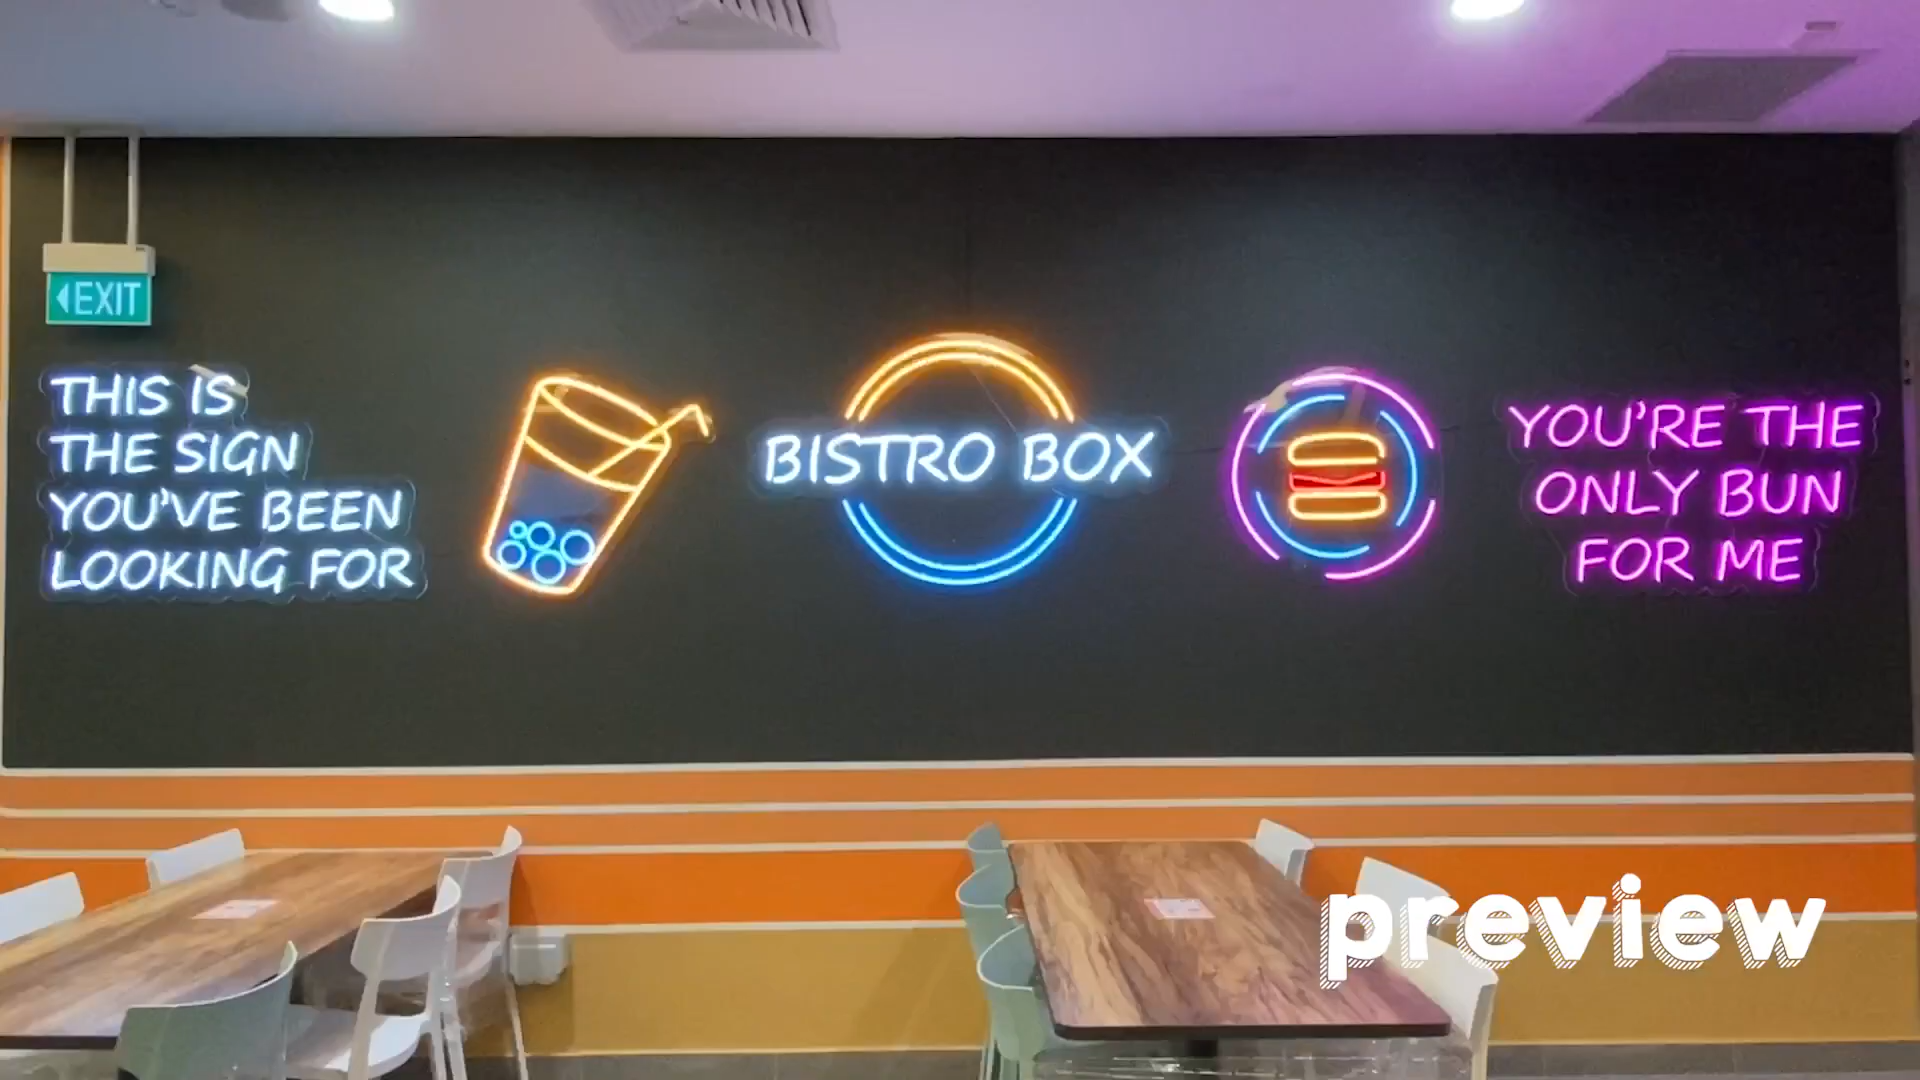 EXIT
THIS IS
THE SIGN
YOU'VE BEEN
LOOKING FOR
BISTRO BOX
YOU'RE THE
ONLY BUN
FOR ME
preview